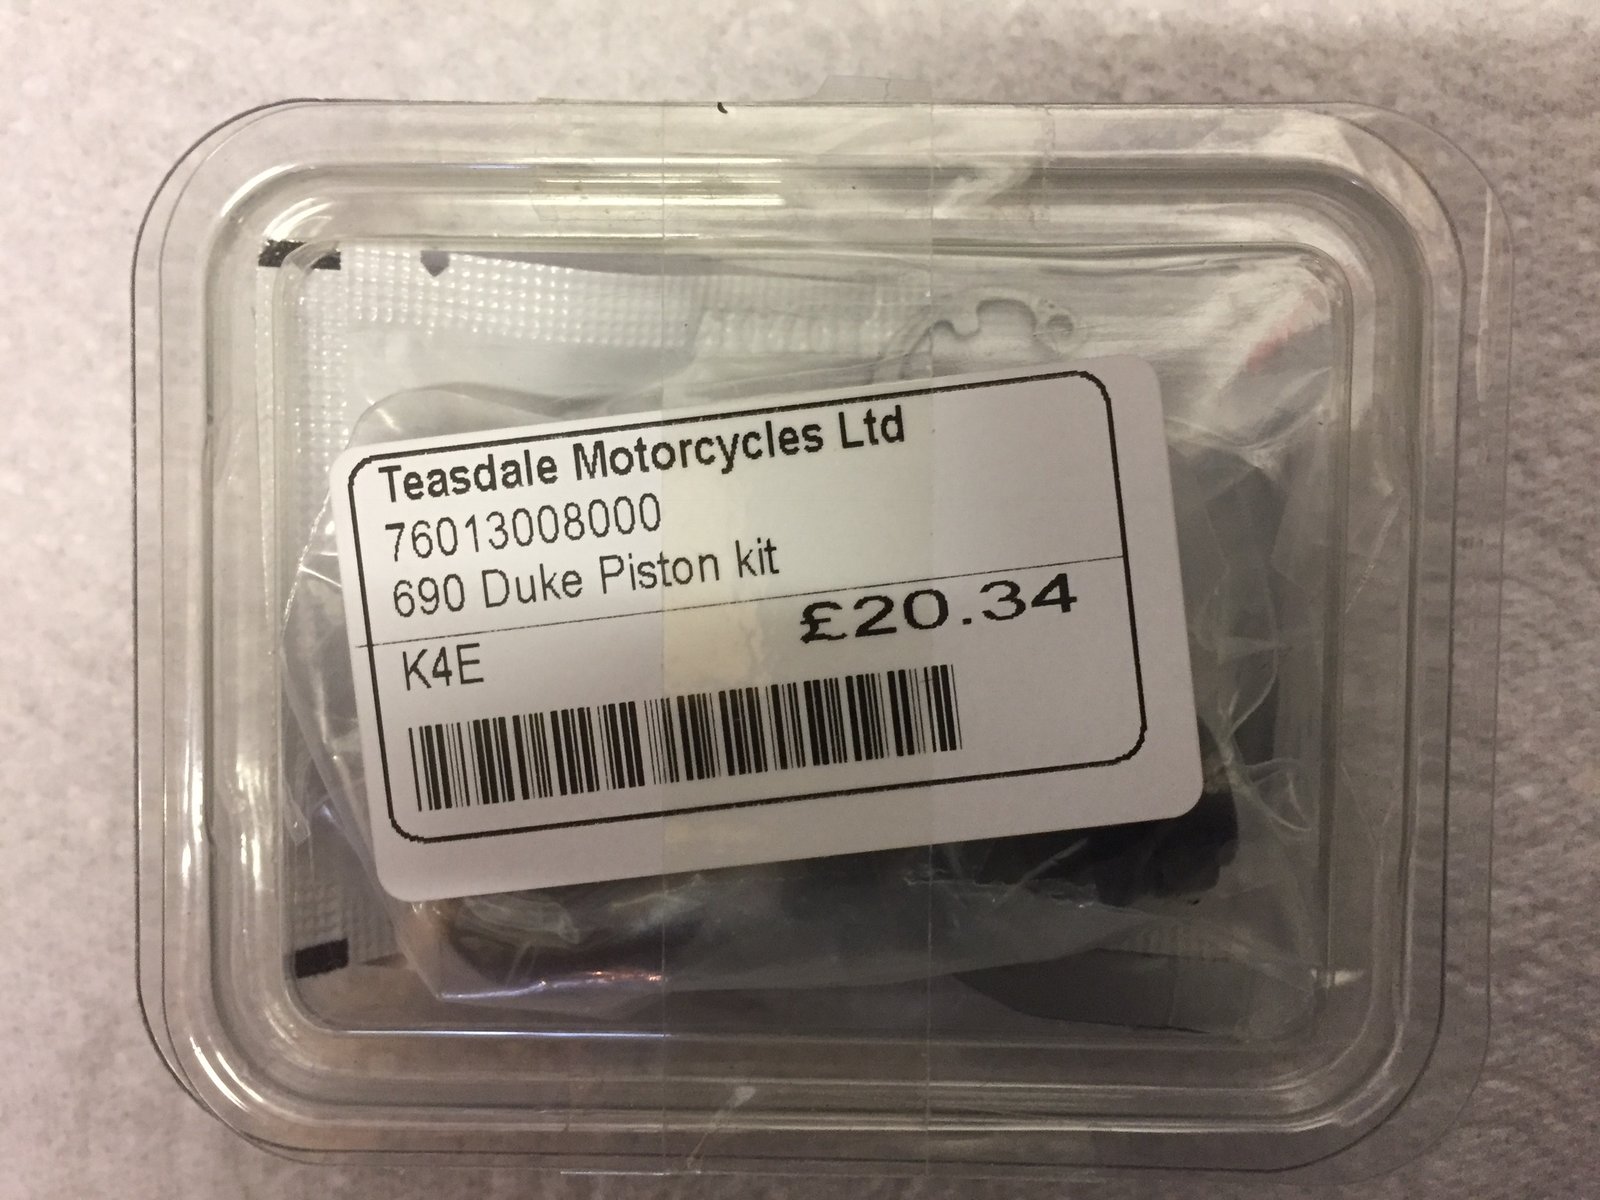 Teasdale Motorcycles Ltd
76013008000
690 Duke Piston kit
£20.34
K4E